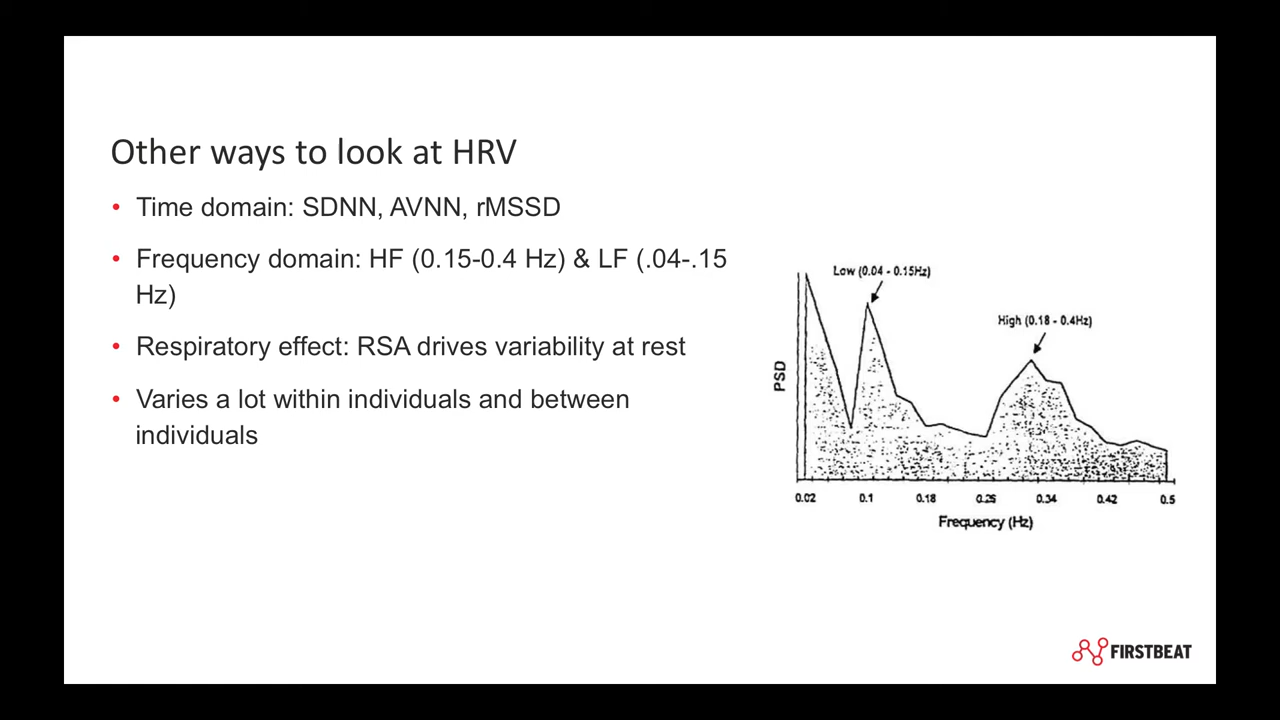 Other ways to look at HRV
• Time domain: SDNN, AVNN, rMSSD
• Frequency domain: HF (0.15-0.4 Hz) & LF (.04-.15
Hz)
• Respiratory effect: RSA drives variability at rest
• Varies a lot within individuals and between
individuals
Low (0.04 - 0.15Hz)
High (0.18 - 0.4Hz)
PSD
0.02 0.1 0.18 0.26 0.34 0.42 0.5
Frequency (Hz)
FIRSTBEAT